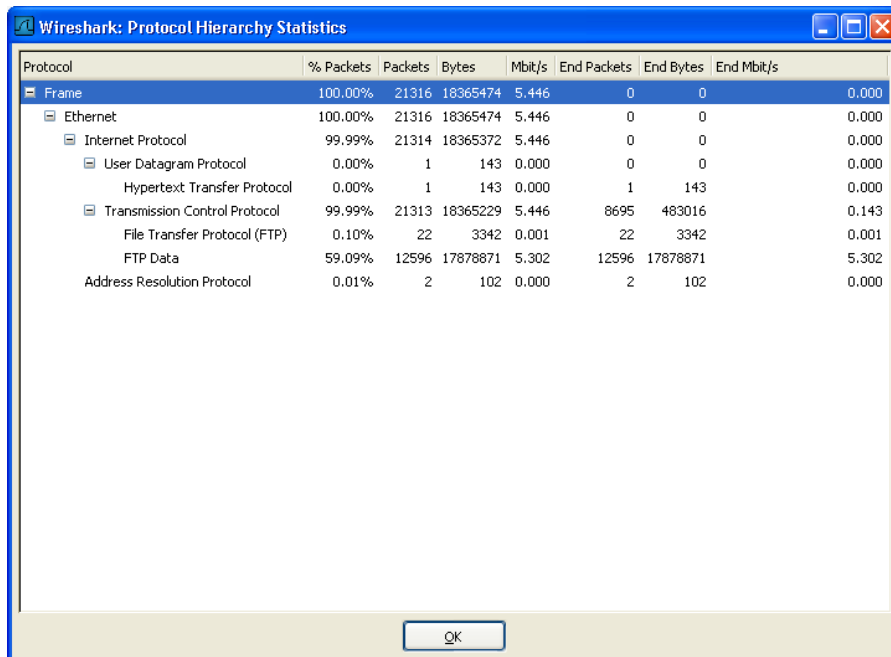 Wireshark: Protocol Hierarchy Statistics
Protocol % Packets Packets Bytes Mbit/s End Packets End Bytes End Mbit/s
Frame 100.00% 21316 18365474 5.446 0 0 0.000
Ethernet 100.00% 21316 18365474 5.446 0 0 0.000
Internet Protocol 99.99% 21314 18365372 5.446 0 0 0.000
User Datagram Protocol 0.00% 1 143 0.000 0 0 0.000
Hypertext Transfer Protocol 0.00% 1 143 0.000 1 143 0.000
Transmission Control Protocol 99.99% 21313 18365229 5.446 8695 483016 0.143
File Transfer Protocol (FTP) 0.10% 22 3342 0.001 22 3342 0.001
FTP Data 59.09% 12596 17878871 5.302 12596 17878871 5.302
Address Resolution Protocol 0.01% 2 102 0.000 2 102 0.000
OK